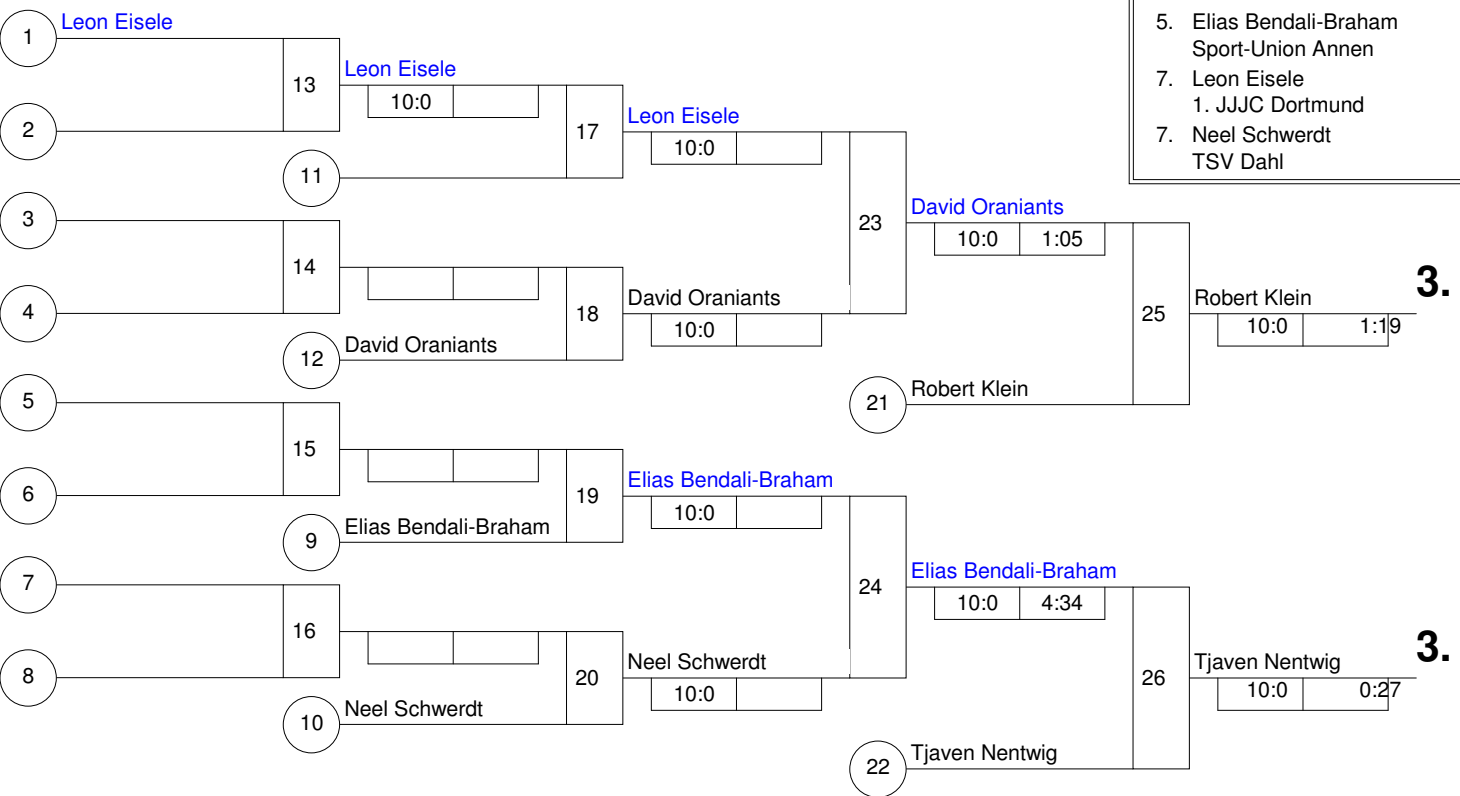 1 Leon Eisele
2
13
Leon Eisele
10:0
11
17
Leon Eisele
10:0
3
4
14
12 David Oraniants
18
David Oraniants
10:0
23
David Oraniants
10:0 1:05
21 Robert Klein
25
Robert Klein
10:0 1:19
3.
5
6
15
9 Elias Bendali-Braham
19
Elias Bendali-Braham
10:0
7
8
16
10 Neel Schwerdt
20
Neel Schwerdt
10:0
24
Elias Bendali-Braham
10:0 4:34
22 Tjaven Nentwig
26
Tjaven Nentwig
10:0 0:27
3.
5. Elias Bendali-Braham
Sport-Union Annen
7. Leon Eisele
1. JJJC Dortmund
7. Neel Schwerdt
TSV Dahl